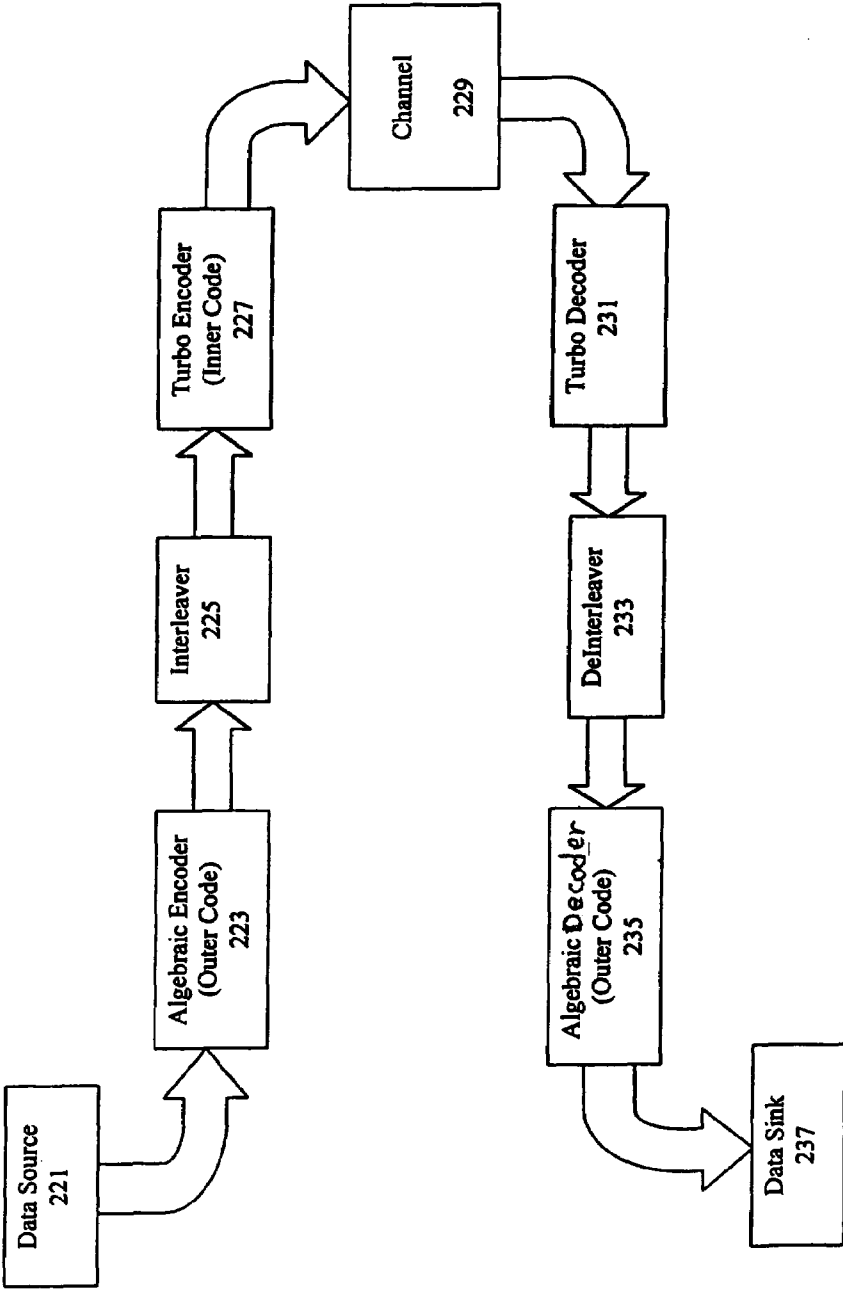 Data Source
221
Algebraic Encoder
(Outer Code)
223
Interleaver
225
Turbo Encoder
(Inner Code)
227
Channel
229
Turbo Decoder
231
DeInterleaver
233
Algebraic Decoder
(Outer Code)
235
Data Sink
237